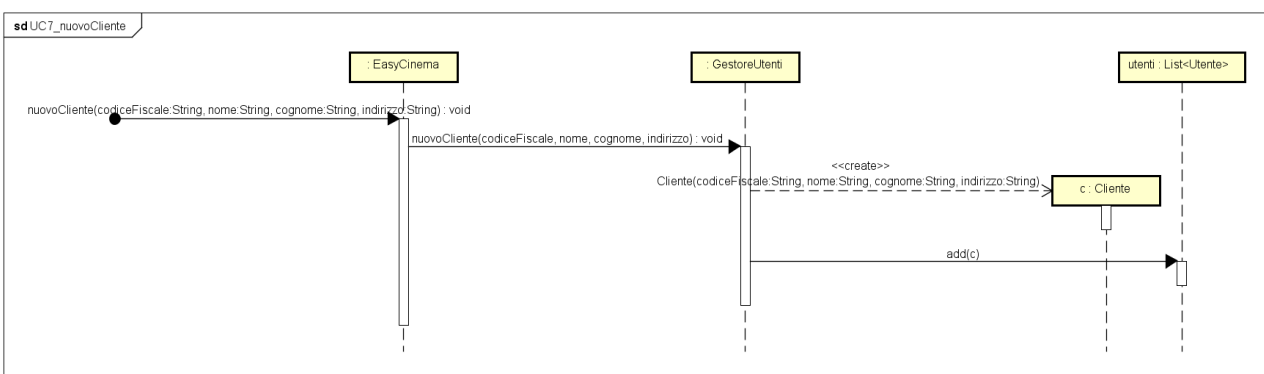 sd UC7_nuovoCliente
: EasyCinema
: GestoreUtenti
utenti : List<Utente>
nuovoCliente(codiceFiscale:String, nome:String, cognome:String, indirizzo:String) : void
nuovoCliente(codiceFiscale, nome, cognome, indirizzo) : void
<<create>>
Cliente(codiceFiscale:String, nome:String, cognome:String, indirizzo:String)
c : Cliente
add(c)